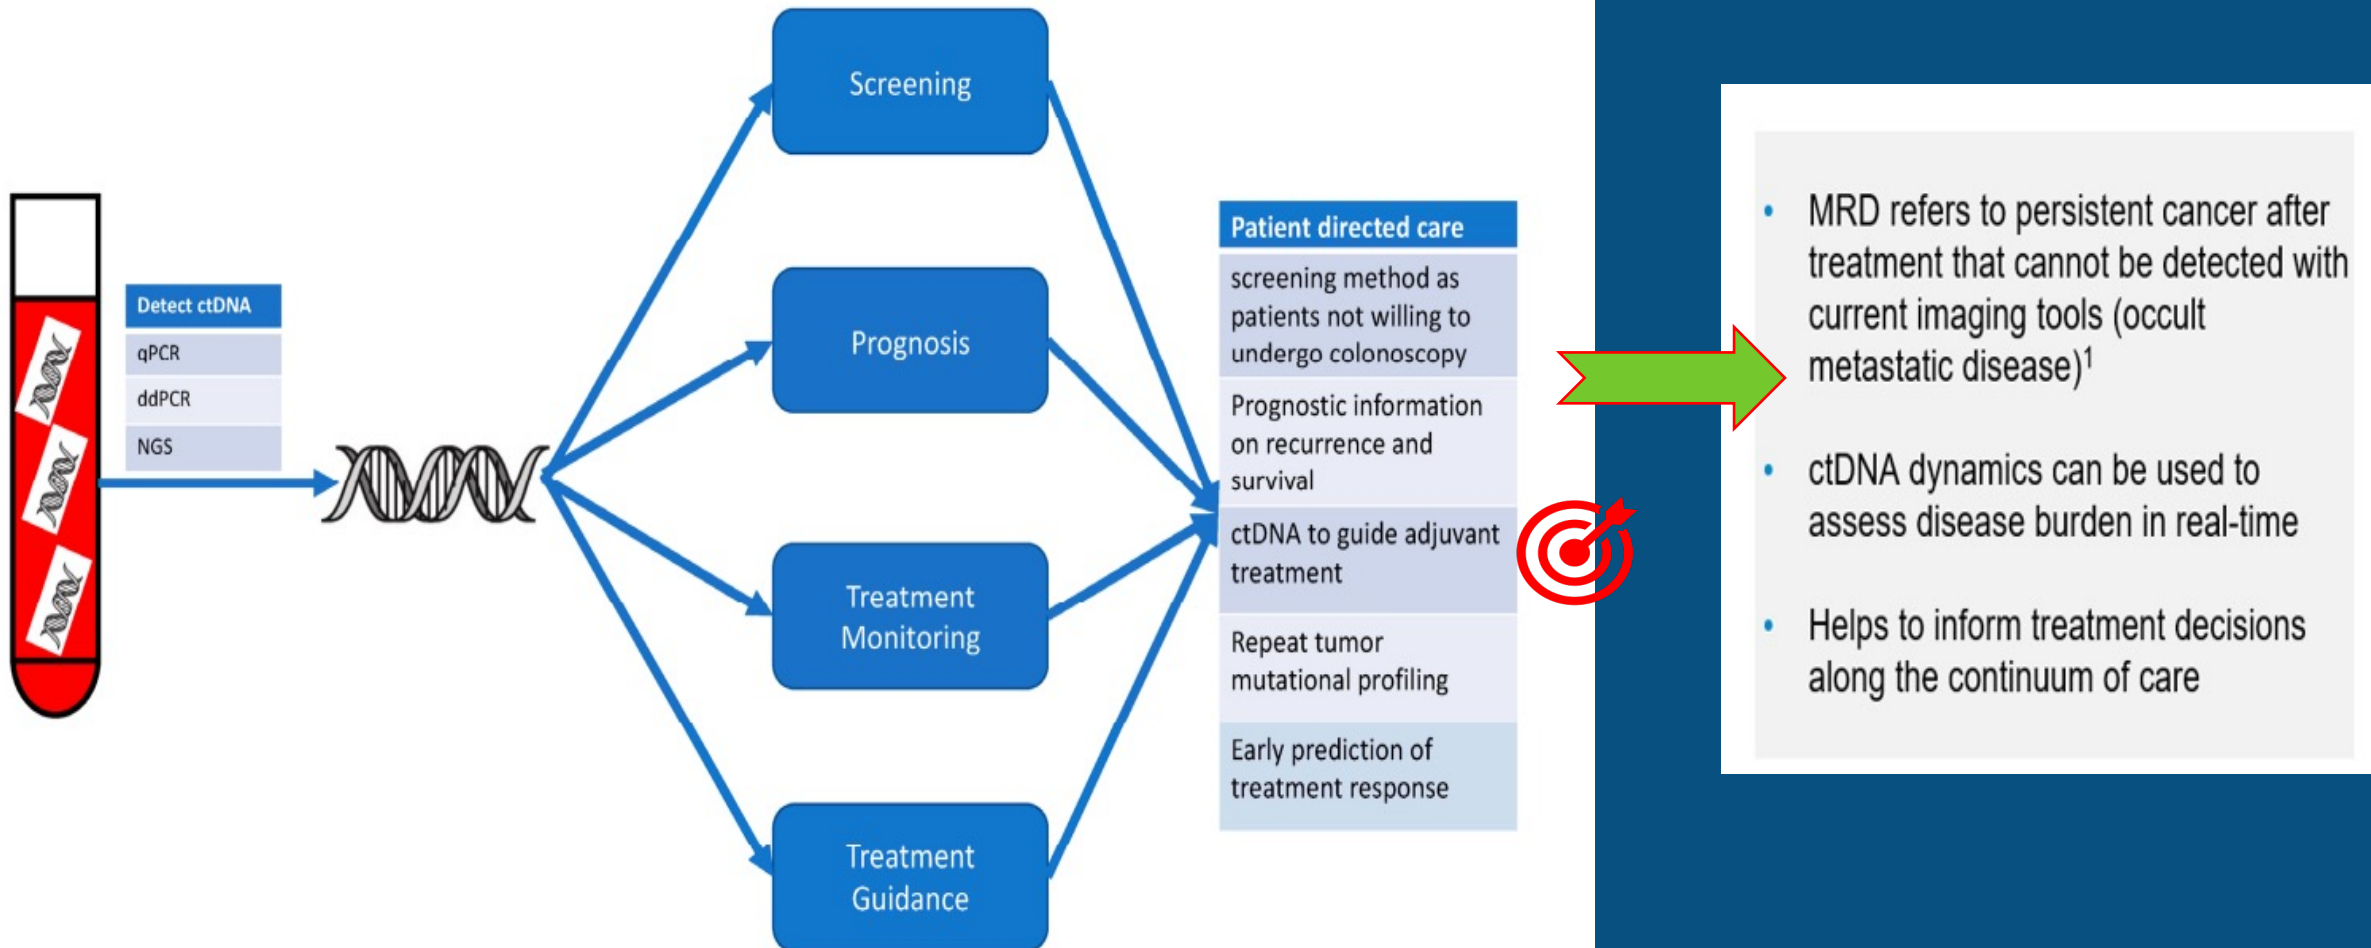 Detect ctDNA
qPCR
ddPCR
NGS
Screening
Prognosis
Treatment
Monitoring
Treatment
Guidance
Patient directed care
screening method as
patients not willing to
undergo colonoscopy
Prognostic information
on recurrence and
survival
ctDNA to guide adjuvant
treatment
Repeat tumor
mutational profiling
Early prediction of
treatment response
• MRD refers to persistent cancer after
treatment that cannot be detected with
current imaging tools (occult
metastatic disease)¹
• ctDNA dynamics can be used to
assess disease burden in real-time
• Helps to inform treatment decisions
along the continuum of care